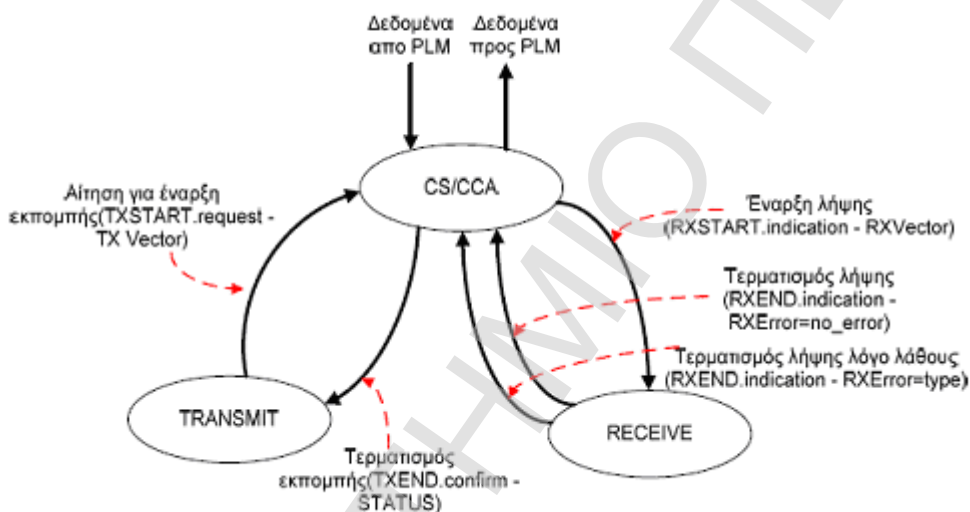 Δεδομένα
απο PLM
Δεδομένα
προς PLM
CS/CCA
Αίτηση για έναρξη
εκπομπής(TXSTART.request -
TX Vector)
Έναρξη λήψης
(RXSTART.indication - RXVector)
Τερματισμός λήψης
(RXEND.indication -
RXError=no_error)
Τερματισμός λήψης λόγο λάθους
(RXEND.indication - RXError=type)
TRANSMIT
RECEIVE
Τερματισμός
εκπομπής(TXEND.confirm -
STATUS)
ΤΗΜΙΟ Π